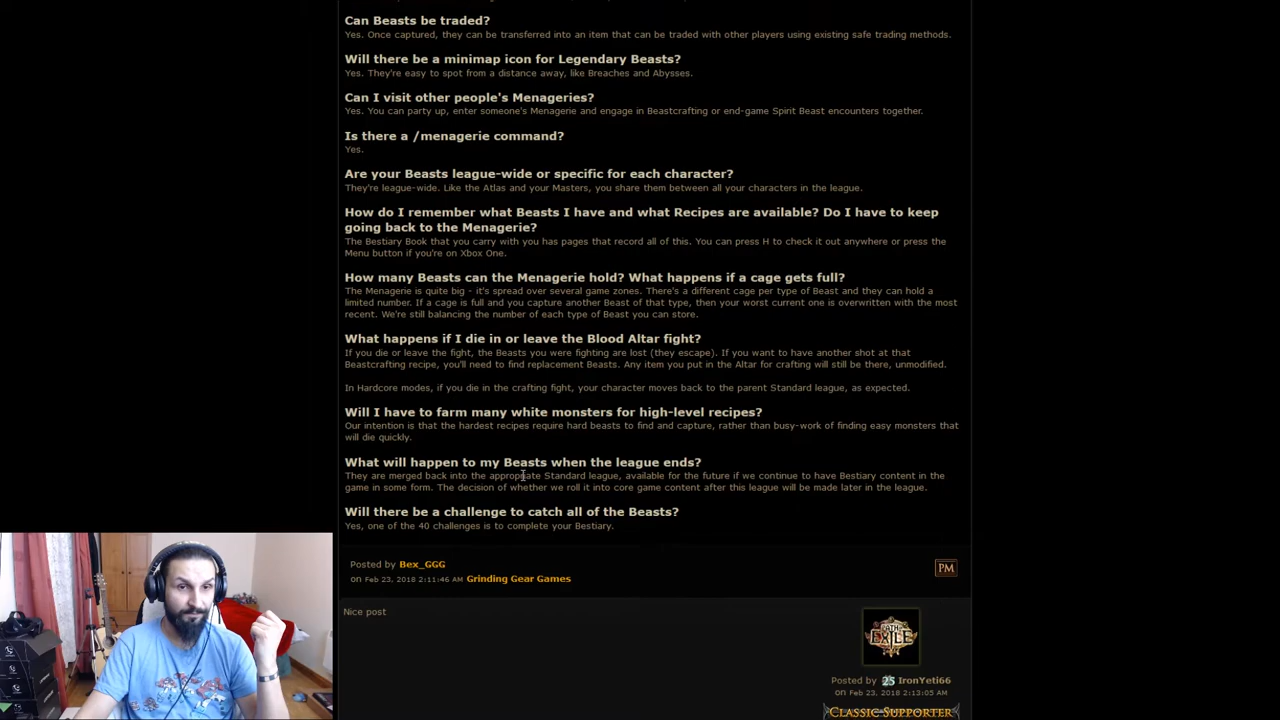 Can Beasts be traded?
Yes. Once captured, they can be transferred into an item that can be traded with other players using existing safe trading methods.
Will there be a minimap icon for Legendary Beasts?
Yes. They're easy to spot from a distance away, like Breaches and Abysses.
Can I visit other people's Menageries?
Yes. You can party up, enter someone's Menagerie and engage in Beastcrafting or end-game Spirit Beast encounters together.
Is there a /menagerie command?
Yes.
Are your Beasts league-wide or specific for each character?
They're league-wide. Like the Atlas and your Masters, you share them between all your characters in the league.
How do I remember what Beasts I have and what Recipes are available? Do I have to keep
going back to the Menagerie?
The Bestiary Book that you carry with you has pages that record all of this. You can press H to check it out anywhere or press the
Menu button if you're on Xbox One.
How many Beasts can the Menagerie hold? What happens if a cage gets full?
The Menagerie is quite big - it's spread over several game zones. There's a different cage per type of Beast and they can hold a
limited number. If a cage is full and you capture another Beast of that type, then your worst current one is overwritten with the most
recent. We're still balancing the number of each type of Beast you can store.
What happens if I die in or leave the Blood Altar fight?
If you die or leave the fight, the Beasts you were fighting are lost (they escape). If you want to have another shot at that
Beastcrafting recipe, you'll need to find replacement Beasts. Any item you put in the Altar for crafting will still be there, unmodified.
In Hardcore modes, if you die in the crafting fight, your character moves back to the parent Standard league, as expected.
Will I have to farm many white monsters for high-level recipes?
Our intention is that the hardest recipes require hard beasts to find and capture, rather than busy-work of finding easy monsters that
will die quickly.
What will happen to my Beasts when the league ends?
They are merged back into the appropriate Standard league, available for the future if we continue to have Bestiary content in the
game in some form. The decision of whether we roll it into core game content after this league will be made later in the league.
Will there be a challenge to catch all of the Beasts?
Yes, one of the 40 challenges is to complete your Bestiary.
Posted by Bex_GGG
on Feb 23, 2018 2:11:46 AM Grinding Gear Games
PM
Nice post
PATH
EXILE
Posted by 25 IronYeti66
on Feb 23, 2018 2:13:05 AM
CLASSIC SUPPORTER